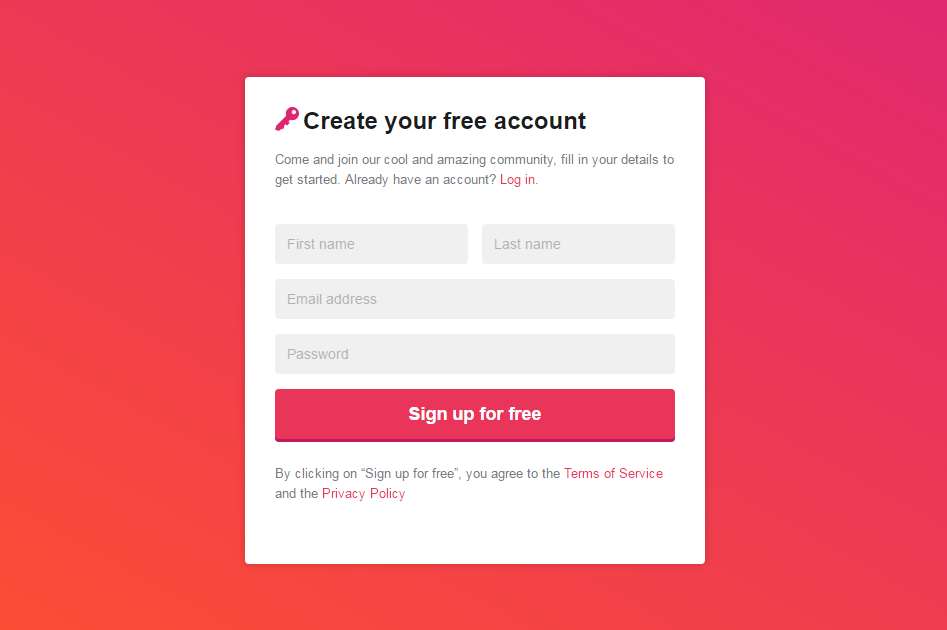 Create your free account
Come and join our cool and amazing community, fill in your details to
get started. Already have an account? Log in.
First name Last name
Email address
Password
Sign up for free
By clicking on “Sign up for free”, you agree to the Terms of Service
and the Privacy Policy